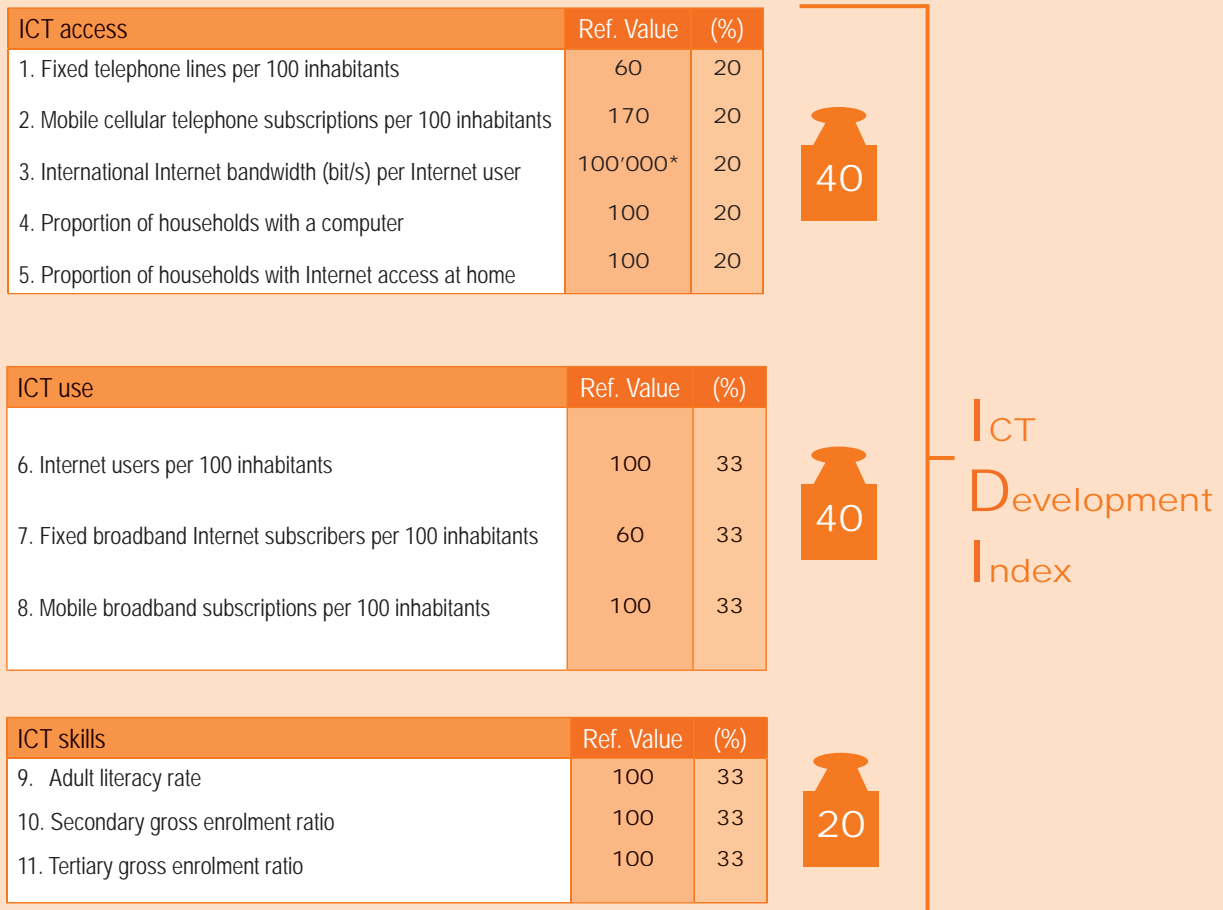 ICT access Ref. Value (%)
1. Fixed telephone lines per 100 inhabitants 60 20
2. Mobile cellular telephone subscriptions per 100 inhabitants 170 20
3. International Internet bandwidth (bit/s) per Internet user 100’000* 20
4. Proportion of households with a computer 100 20
5. Proportion of households with Internet access at home 100 20
40
ICT use Ref. Value (%)
6. Internet users per 100 inhabitants 100 33
7. Fixed broadband Internet subscribers per 100 inhabitants 60 33
8. Mobile broadband subscriptions per 100 inhabitants 100 33
40
ICT skills Ref. Value (%)
9. Adult literacy rate 100 33
10. Secondary gross enrolment ratio 100 33
11. Tertiary gross enrolment ratio 100 33
20
ICT
Development
Index